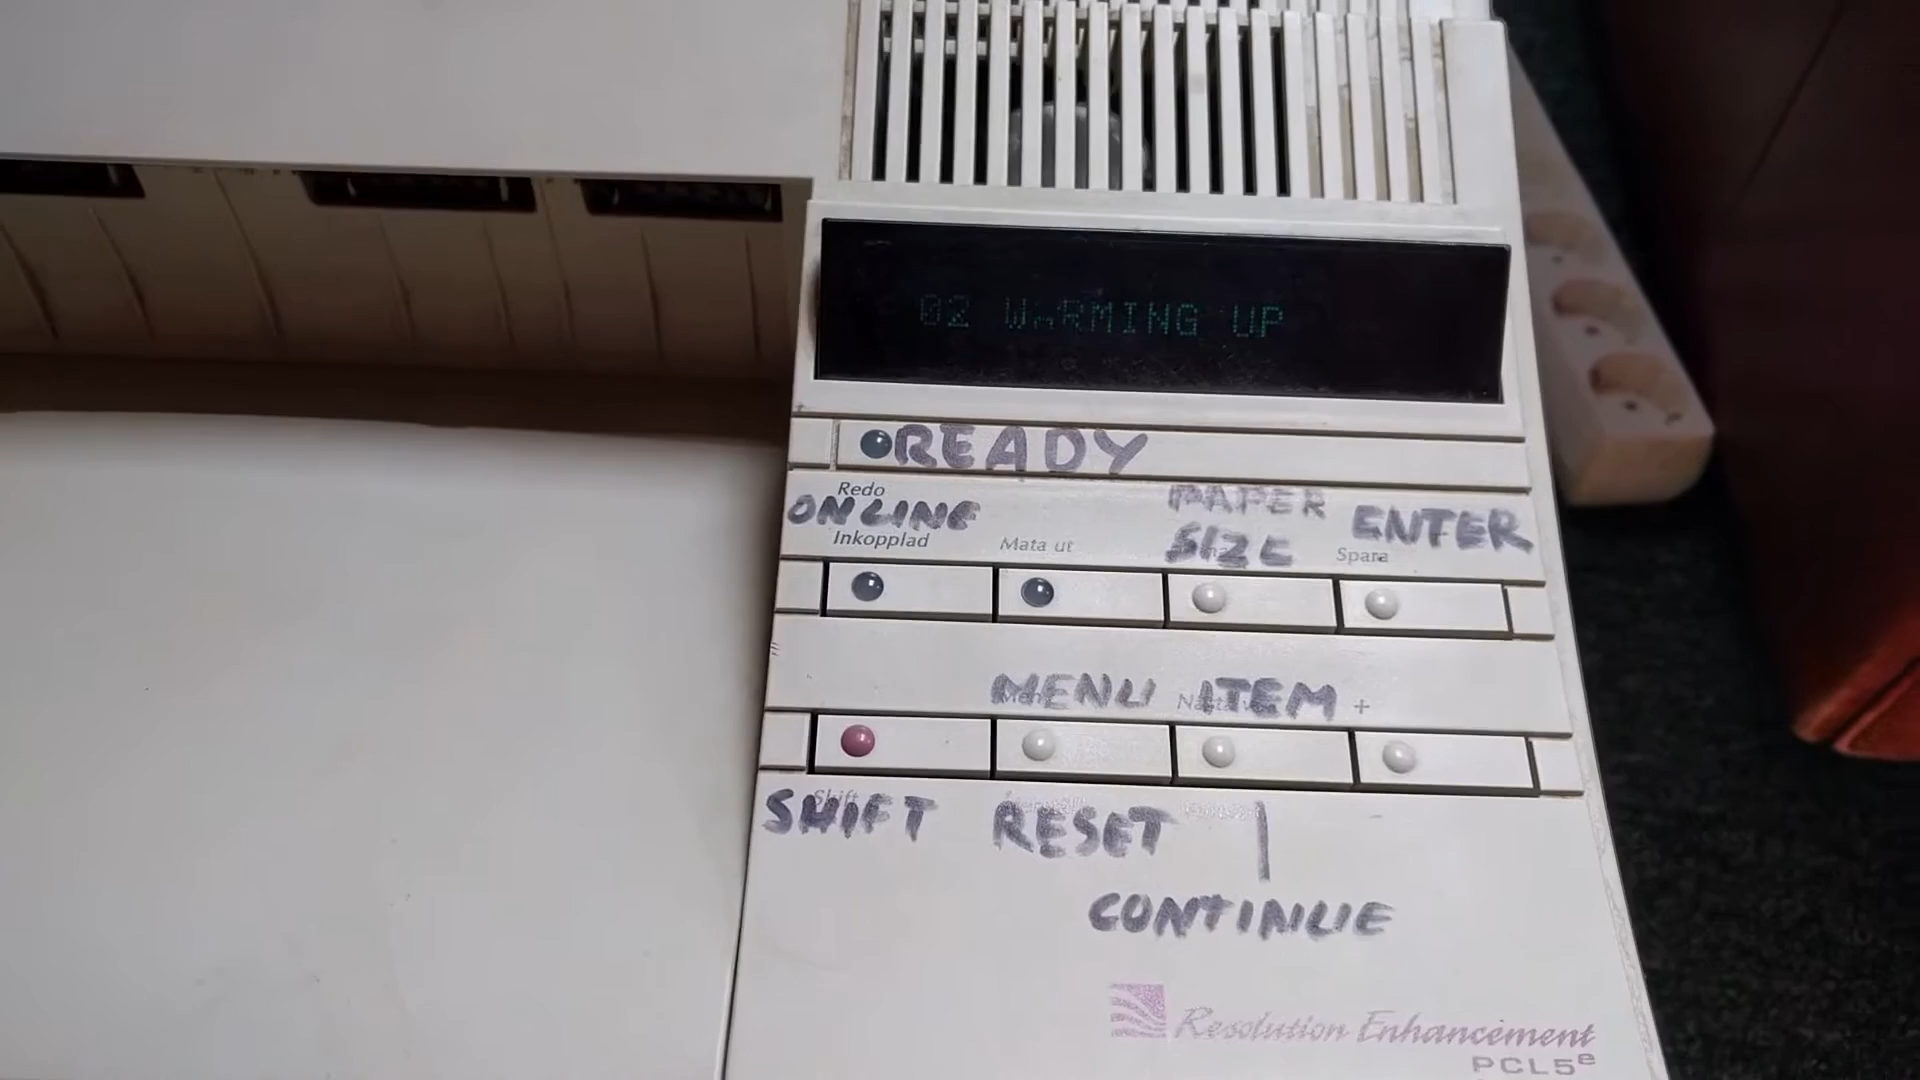 02 WARMING UP
READY
Redo
ONLINE
PAPER
SIZE
ENTER
Inkopplad
Mata ut
Spara
MENU
ITEM
+
SHIFT
RESET
CONTINUE
Resolution Enhancement
PCL5e